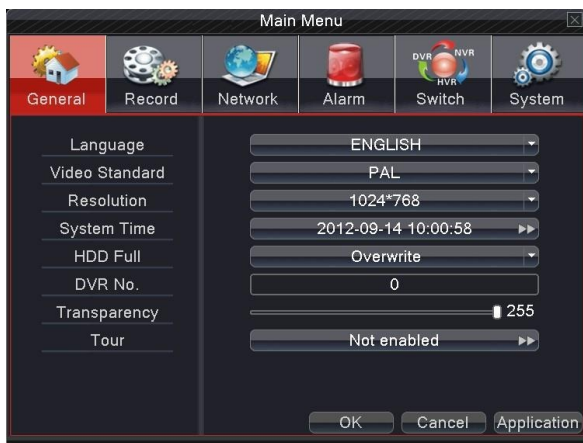 Main Menu
DVR NVR
HVR
General Record Network Alarm Switch System
Language ENGLISH
Video Standard PAL
Resolution 1024*768
System Time 2012-09-14 10:00:58
HDD Full Overwrite
DVR No. 0
Transparency 255
Tour Not enabled
OK Cancel Application